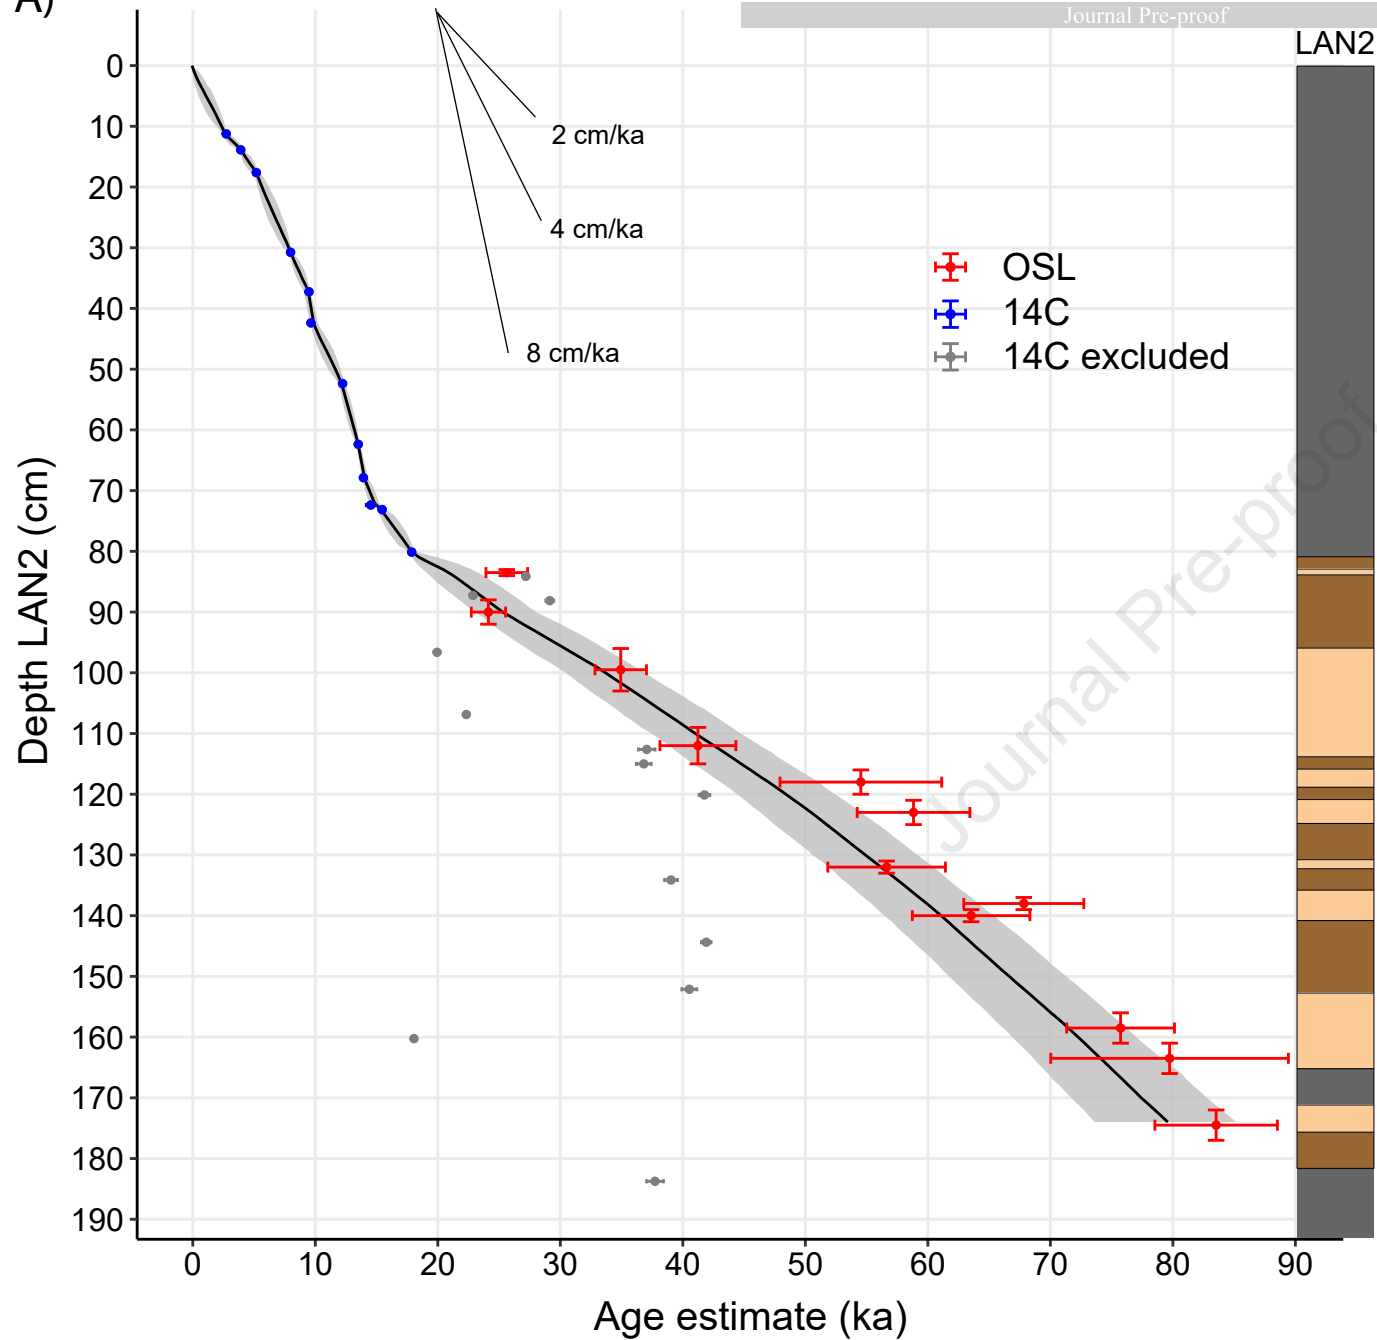 A)
Journal Pre-proof
LAN2
0
10
20
30
40
50
60
70
80
90
100
110
120
130
140
150
160
170
180
190
Depth LAN2 (cm)
2 cm/ka
4 cm/ka
8 cm/ka
OSL
14C
14C excluded
Journal Pre-proof
0 10 20 30 40 50 60 70 80 90
Age estimate (ka)